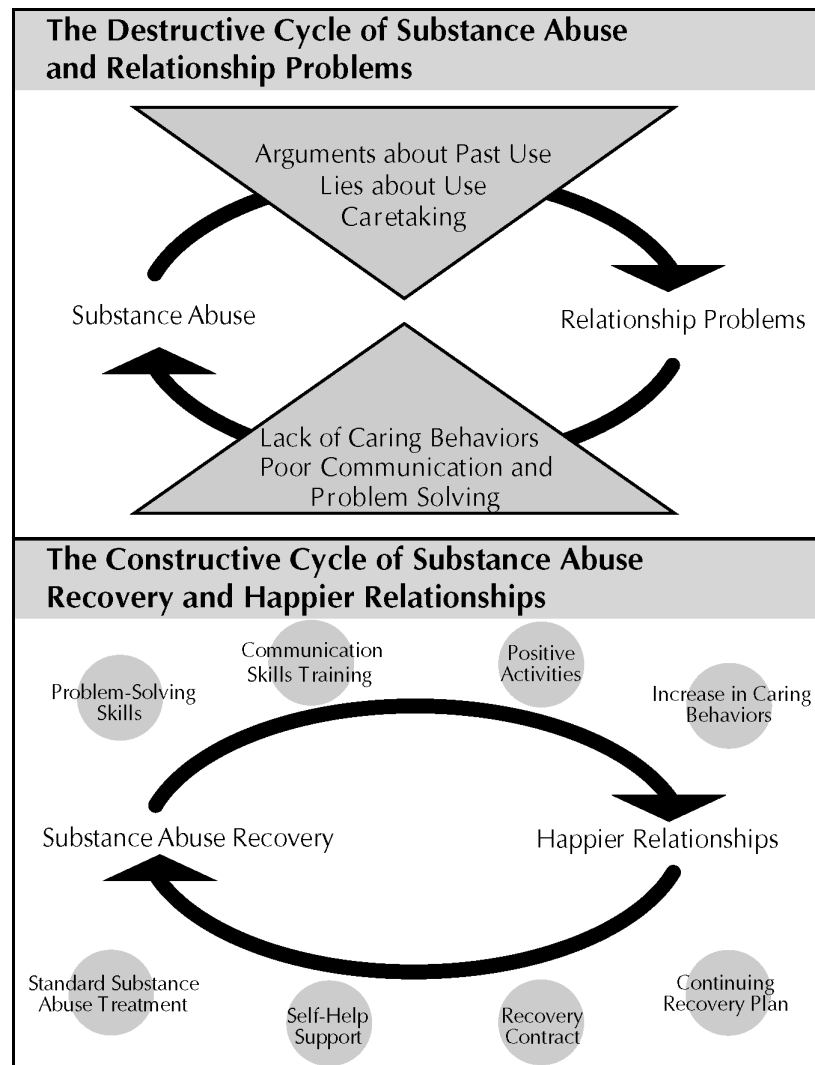 The Destructive Cycle of Substance Abuse
and Relationship Problems
Arguments about Past Use
Lies about Use
Caretaking
Substance Abuse
Relationship Problems
Lack of Caring Behaviors
Poor Communication and
Problem Solving
The Constructive Cycle of Substance Abuse
Recovery and Happier Relationships
Problem-Solving
Skills
Communication
Skills Training
Positive
Activities
Increase in Caring
Behaviors
Substance Abuse Recovery
Happier Relationships
Standard Substance
Abuse Treatment
Self-Help
Support
Recovery
Contract
Continuing
Recovery Plan